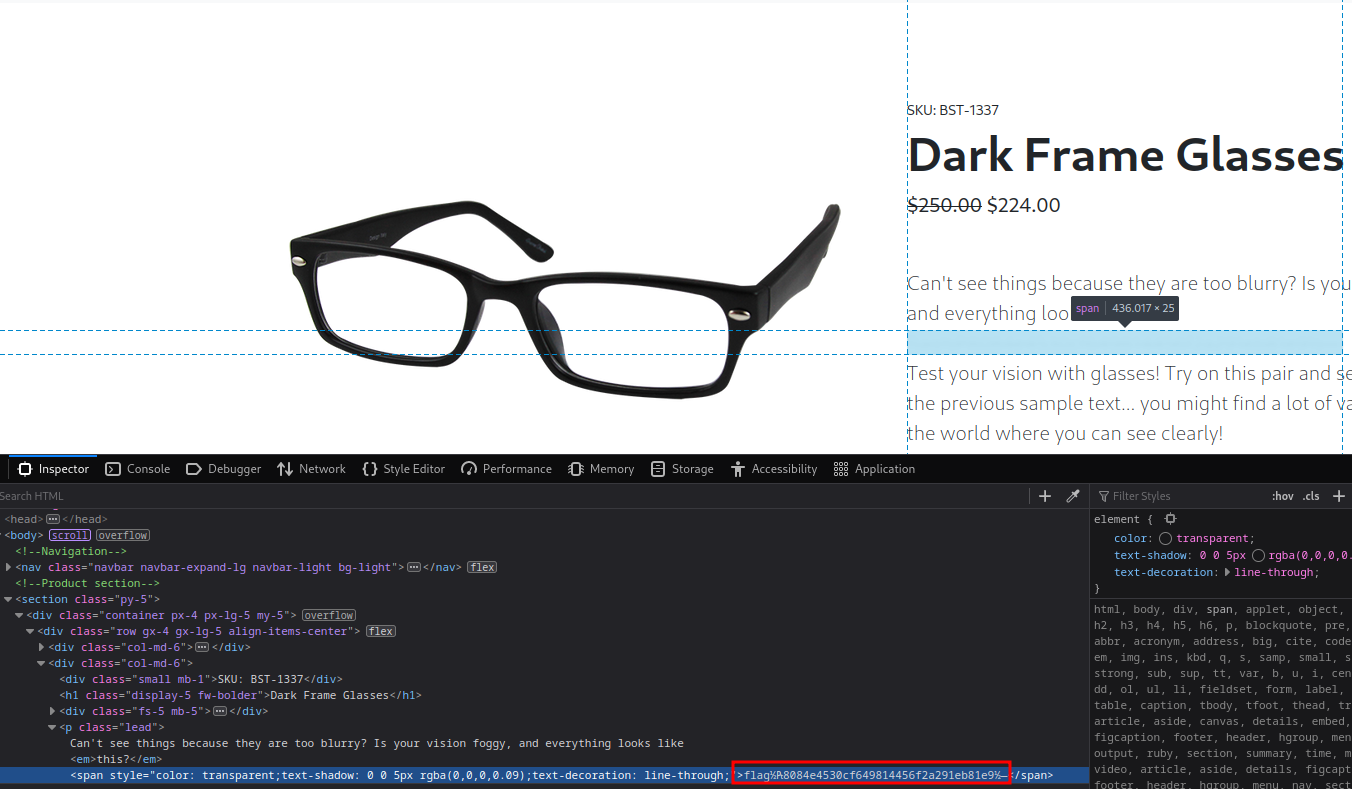 SKU: BST-1337
Dark Frame Glasses
$250.00 $224.00
Can't see things because they are too blurry? Is you
and everything loo
span 436.017 × 25
Test your vision with glasses! Try on this pair and se
the previous sample text... you might find a lot of va
the world where you can see clearly!
Inspector Console Debugger Network Style Editor Performance Memory Storage Accessibility Application
Search HTML
<head></head>
<body> scroll overflow
<!--Navigation-->
<nav class="navbar navbar-expand-lg navbar-light bg-light"></nav> flex
<!--Product section-->
<section class="py-5">
<div class="container px-4 px-lg-5 my-5"> overflow
<div class="row gx-4 gx-lg-5 align-items-center"> flex
<div class="col-md-6"></div>
<div class="col-md-6">
<div class="small mb-1">SKU: BST-1337</div>
<h1 class="display-5 fw-bolder">Dark Frame Glasses</h1>
<div class="fs-5 mb-5"></div>
<p class="lead">
Can't see things because they are too blurry? Is your vision foggy, and everything looks like
<em>this?</em>
<span style="color: transparent;text-shadow: 0 0 5px rgba(0,0,0,0.09);text-decoration: line-through;">
</span>
Filter Styles :hov .cls
element {
color: transparent;
text-shadow: 0 0 5px rgba(0,0,0,0.
text-decoration: line-through;
}
html, body, div, span, applet, object,
h2, h3, h4, h5, h6, p, blockquote, pre,
abbr, acronym, address, big, cite, code
em, img, ins, kbd, q, s, samp, small, s
strong, sub, sup, tt, var, b, u, i, cen
dd, ol, ul, li, fieldset, form, label,
table, caption, tbody, tfoot, thead, tr
article, aside, canvas, details, embed,
figcaption, footer, header, hgroup, men
output, ruby, section, summary, time, m
video, article, aside, details, figcapt
footer, header, hgroup, menu, nav, sect